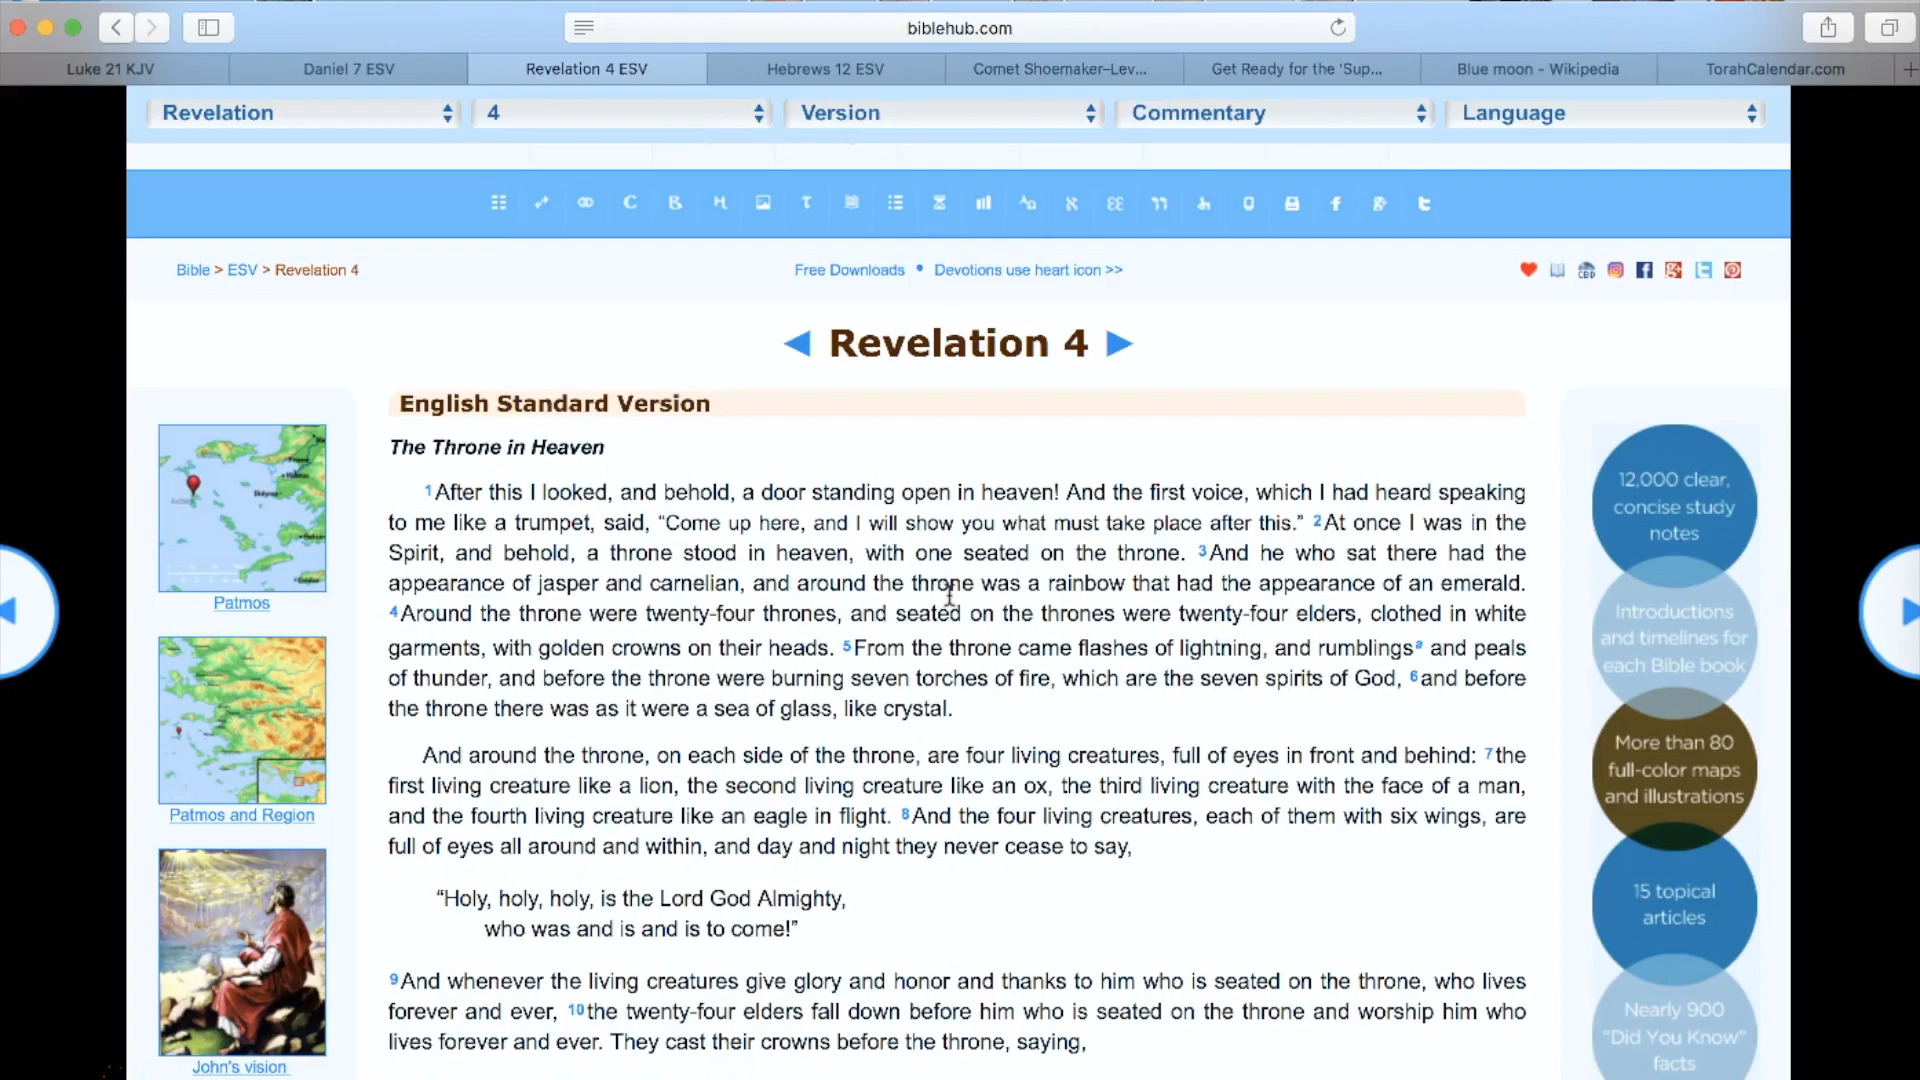 biblehub.com
Luke 21 KJV
Daniel 7 ESV
Revelation 4 ESV
Hebrews 12 ESV
Comet Shoemaker–Lev...
Get Ready for the 'Sup...
Blue moon - Wikipedia
TorahCalendar.com
Revelation
4
Version
Commentary
Language
Bible > ESV > Revelation 4
Free Downloads • Devotions use heart icon >>
◄ Revelation 4 ►
English Standard Version
The Throne in Heaven
1After this I looked, and behold, a door standing open in heaven! And the first voice, which I had heard speaking
to me like a trumpet, said, “Come up here, and I will show you what must take place after this.” 2At once I was in the
Spirit, and behold, a throne stood in heaven, with one seated on the throne. 3And he who sat there had the
appearance of jasper and carnelian, and around the throne was a rainbow that had the appearance of an emerald.
4Around the throne were twenty-four thrones, and seated on the thrones were twenty-four elders, clothed in white
garments, with golden crowns on their heads. 5From the throne came flashes of lightning, and rumblingsa and peals
of thunder, and before the throne were burning seven torches of fire, which are the seven spirits of God, 6and before
the throne there was as it were a sea of glass, like crystal.
And around the throne, on each side of the throne, are four living creatures, full of eyes in front and behind: 7the
first living creature like a lion, the second living creature like an ox, the third living creature with the face of a man,
and the fourth living creature like an eagle in flight. 8And the four living creatures, each of them with six wings, are
full of eyes all around and within, and day and night they never cease to say,
“Holy, holy, holy, is the Lord God Almighty,
who was and is and is to come!”
9And whenever the living creatures give glory and honor and thanks to him who is seated on the throne, who lives
forever and ever, 10the twenty-four elders fall down before him who is seated on the throne and worship him who
lives forever and ever. They cast their crowns before the throne, saying,
Patmos
Patmos and Region
John's vision
12,000 clear,
concise study
notes
Introductions
and timelines for
each Bible book
More than 80
full-color maps
and illustrations
15 topical
articles
Nearly 900
"Did You Know"
facts